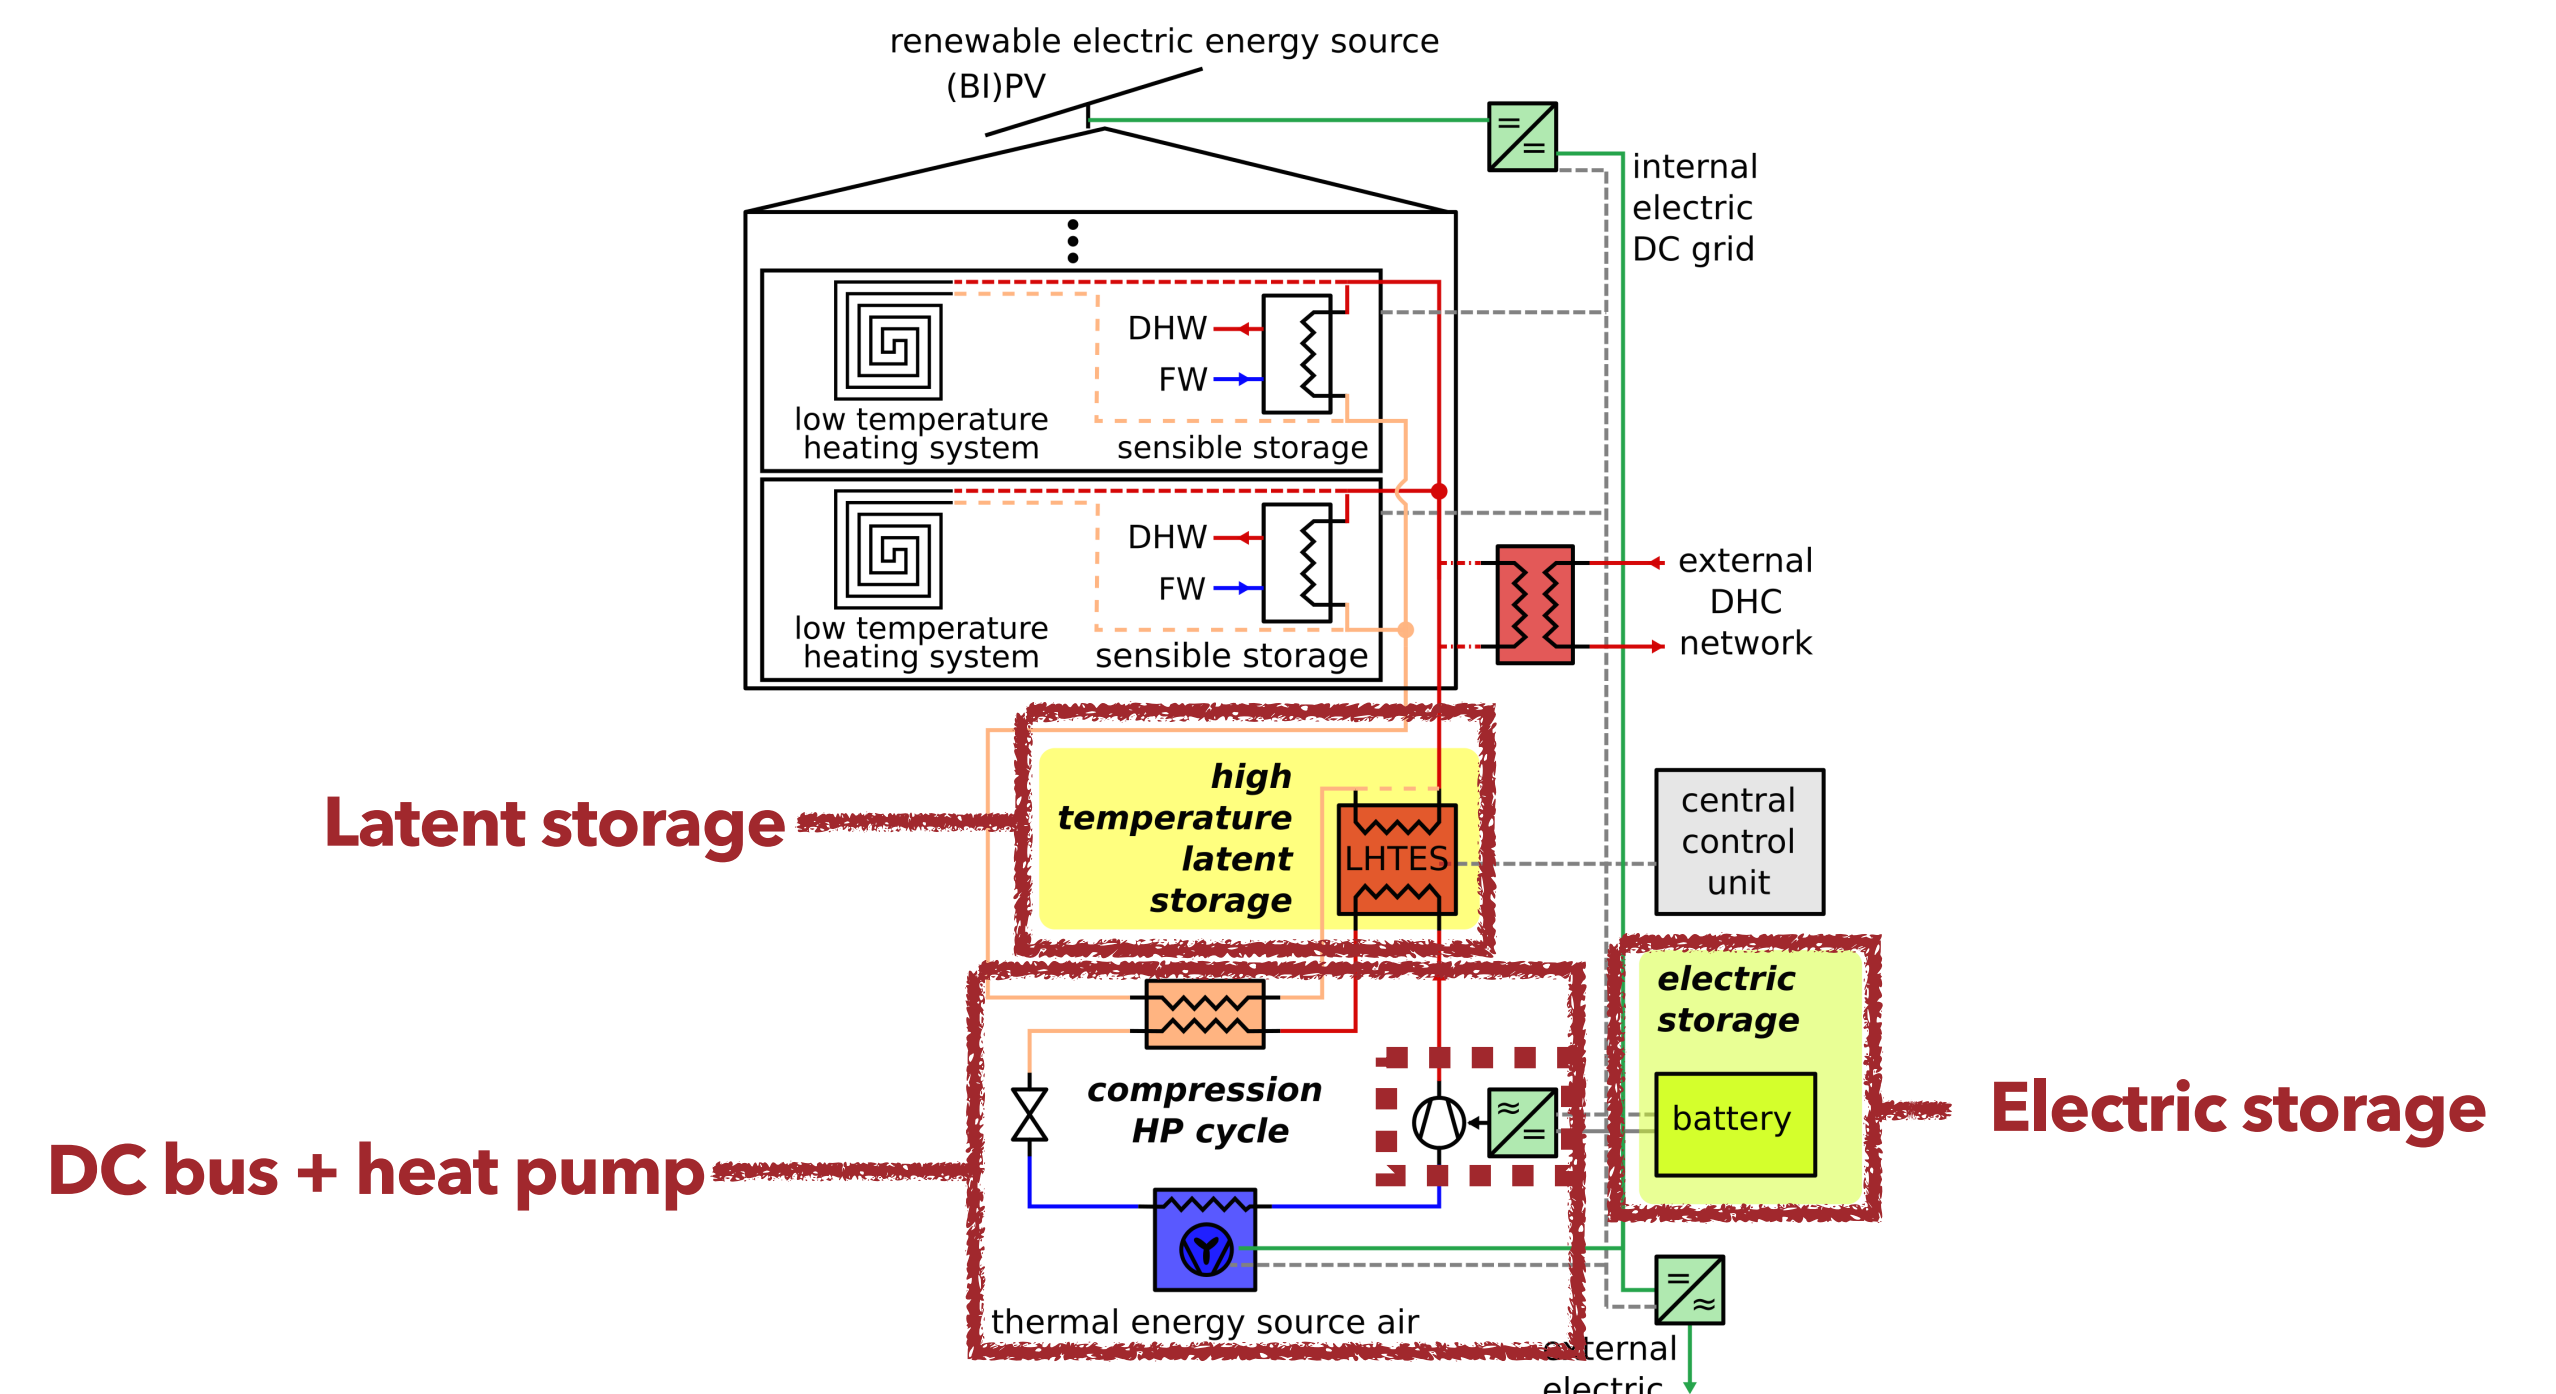 renewable electric energy source
(BI)PV
=
=
internal
electric
DC grid
DHW
FW
low temperature
heating system
sensible storage
DHW
FW
low temperature
heating system
sensible storage
external
DHC
network
high
temperature
latent
storage
LHTES
central
control
unit
Latent storage
electric
storage
battery
Electric storage
compression
HP cycle
≈
=
DC bus + heat pump
thermal energy source air
=
≈
external
electric